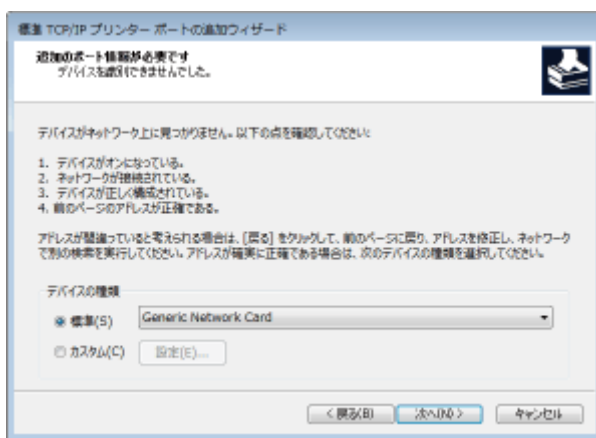 標準 TCP/IP プリンター ポートの追加ウィザード
追加のポート情報が必要です
デバイスを識別できませんでした。
デバイスがネットワーク上に見つかりません。以下の点を確認してください:
1. デバイスがオンになっている。
2. ネットワークが接続されている。
3. デバイスが正しく構成されている。
4. 前のページのアドレスが正確である。
アドレスが間違っていると考えられる場合は、[戻る] をクリックして、前のページに戻り、アドレスを修正し、ネットワーク
で別の検索を実行してください。アドレスが確実に正確である場合は、次のデバイスの種類を選択してください。
デバイスの種類
標準(S) Generic Network Card
カスタム(C) 設定(E)...
< 戻る(B) 次へ(N) > キャンセル